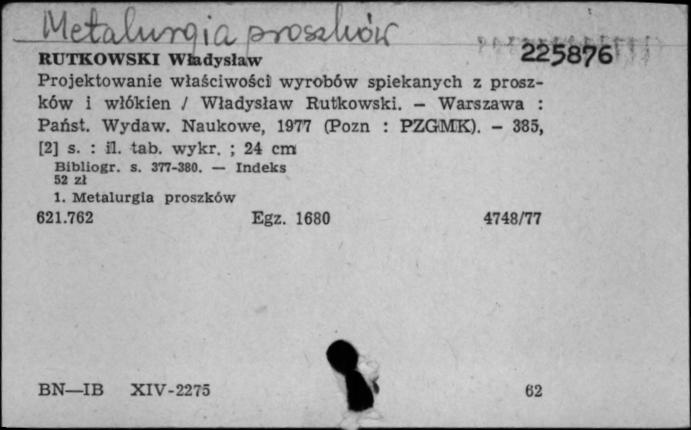 Metalurgia proszków
225876
RUTKOWSKI Władysław
Projektowanie właściwości wyrobów spiekanych z prosz-
ków i włókien / Władysław Rutkowski. — Warszawa :
Państ. Wydaw. Naukowe, 1977 (Pozn : PZGMK). — 385,
[2] s. : il. tab. wykr. ; 24 cm
Bibliogr. s. 377-380. — Indeks
52 zł
1. Metalurgia proszków
621.762 Egz. 1680 4748/77
BN—IB XIV-2275 62